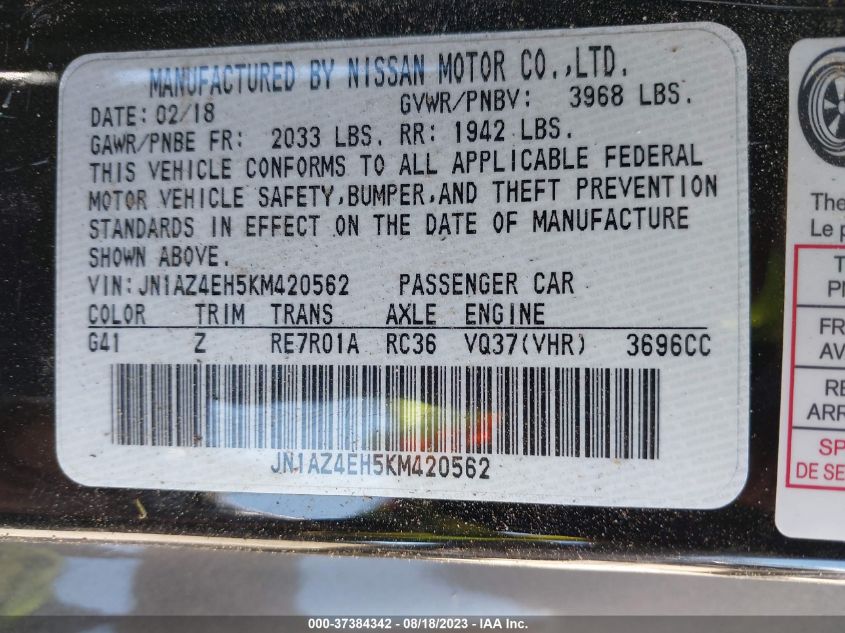 MANUFACTURED BY NISSAN MOTOR CO.,LTD.
DATE: 02/18 GVWR/PNBV: 3968 LBS.
GAWR/PNBE FR: 2033 LBS. RR: 1942 LBS.
THIS VEHICLE CONFORMS TO ALL APPLICABLE FEDERAL
MOTOR VEHICLE SAFETY,BUMPER,AND THEFT PREVENTION
STANDARDS IN EFFECT ON THE DATE OF MANUFACTURE
SHOWN ABOVE.
VIN:JN1AZ4EH5KM420562 PASSENGER CAR
COLOR TRIM TRANS AXLE ENGINE
G41 Z RE7R01A RC36 VQ37(VHR) 3696CC
JN1AZ4EH5KM420562
The
Le p
T
P
FR
AV
RE
ARR
SP
DE SE
000-37384342 - 08/18/2023 - IAA Inc.